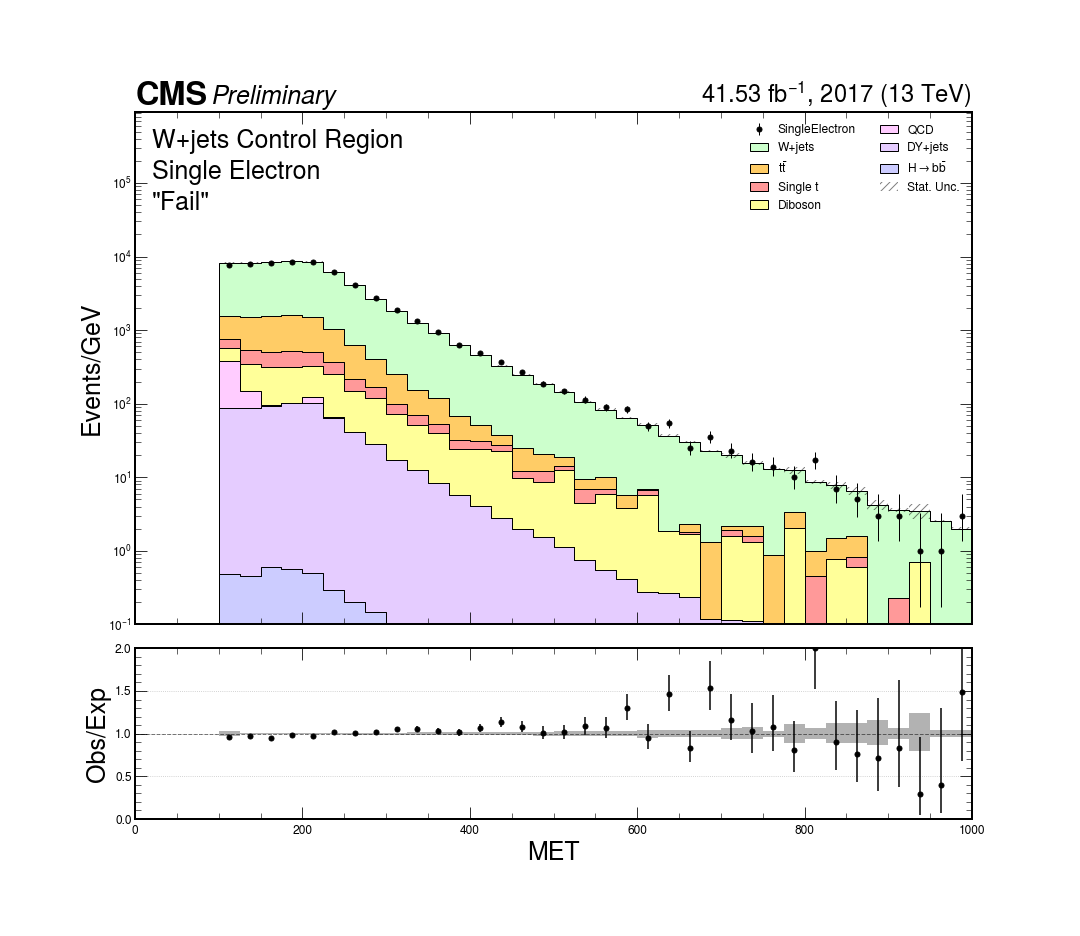 CMS Preliminary 41.53 fb⁻¹, 2017 (13 TeV)
W+jets Control Region
Single Electron
"Fail"
SingleElectron
W+jets
tt̄
Single t
Diboson
QCD
DY+jets
H→bb̄
Stat. Unc.
Events/GeV
10⁵
10⁴
10³
10²
10¹
10⁰
10⁻¹
Obs/Exp
2.0
1.5
1.0
0.5
0.0
0 200 400 600 800 1000
MET